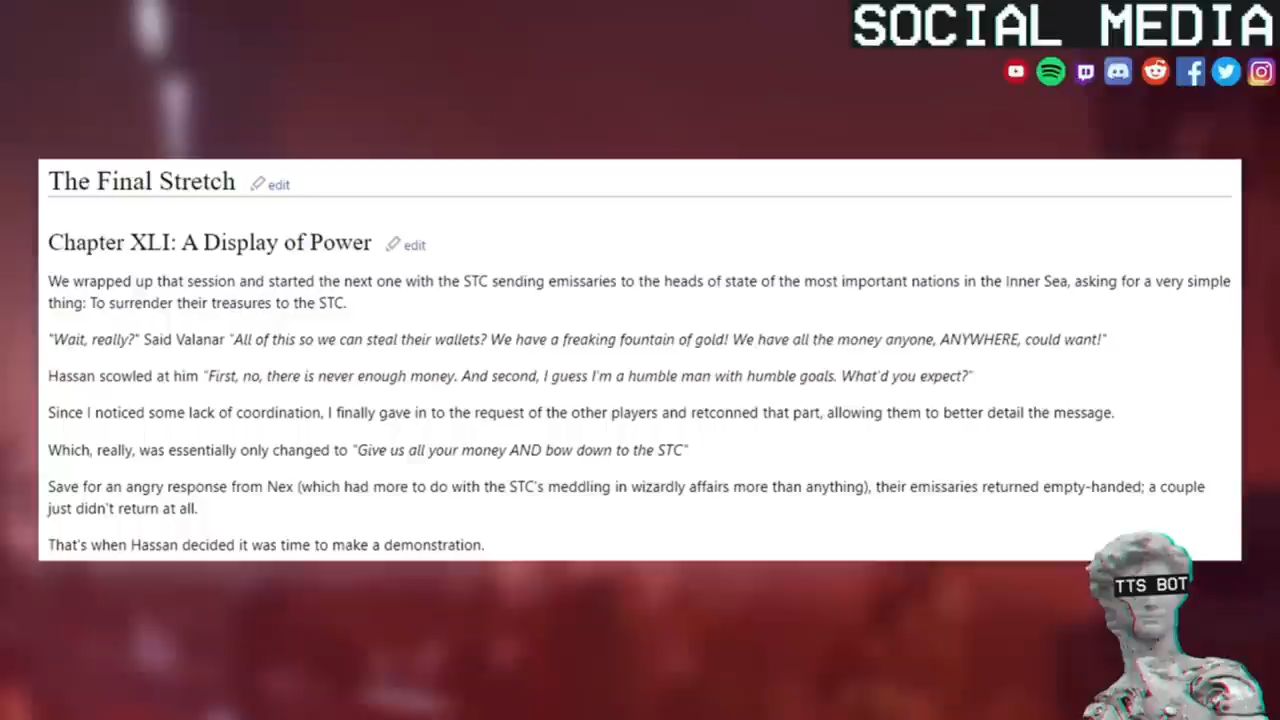 SOCIAL MEDIA
The Final Stretch edit
Chapter XLI: A Display of Power edit
We wrapped up that session and started the next one with the STC sending emissaries to the heads of state of the most important nations in the Inner Sea, asking for a very simple
thing: To surrender their treasures to the STC.
"Wait, really?" Said Valanar "All of this so we can steal their wallets? We have a freaking fountain of gold! We have all the money anyone, ANYWHERE, could want!"
Hassan scowled at him "First, no, there is never enough money. And second, I guess I'm a humble man with humble goals. What'd you expect?"
Since I noticed some lack of coordination, I finally gave in to the request of the other players and retconned that part, allowing them to better detail the message.
Which, really, was essentially only changed to "Give us all your money AND bow down to the STC"
Save for an angry response from Nex (which had more to do with the STC's meddling in wizardly affairs more than anything), their emissaries returned empty-handed; a couple
just didn't return at all.
That's when Hassan decided it was time to make a demonstration.
TTS BOT